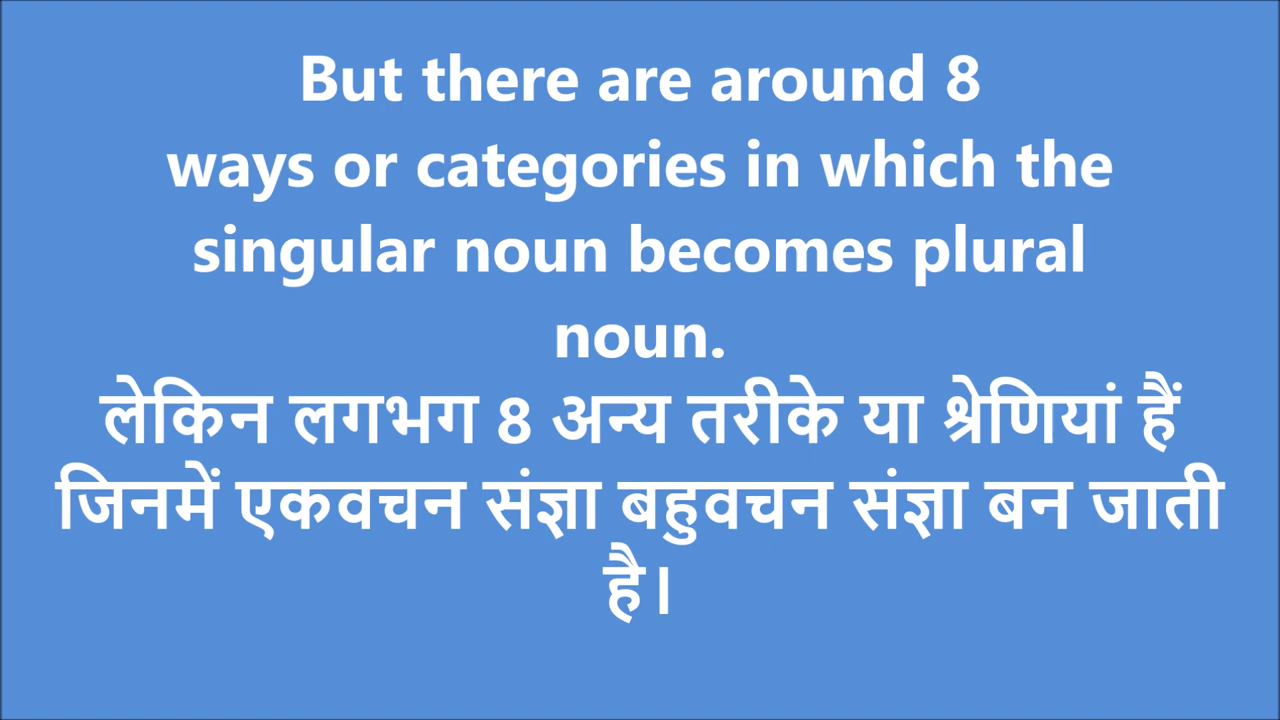 But there are around 8
ways or categories in which the
singular noun becomes plural
noun.
लेकिन लगभग 8 अन्य तरीके या श्रेणियां हैं
जिनमें एकवचन संज्ञा बहुवचन संज्ञा बन जाती
है।